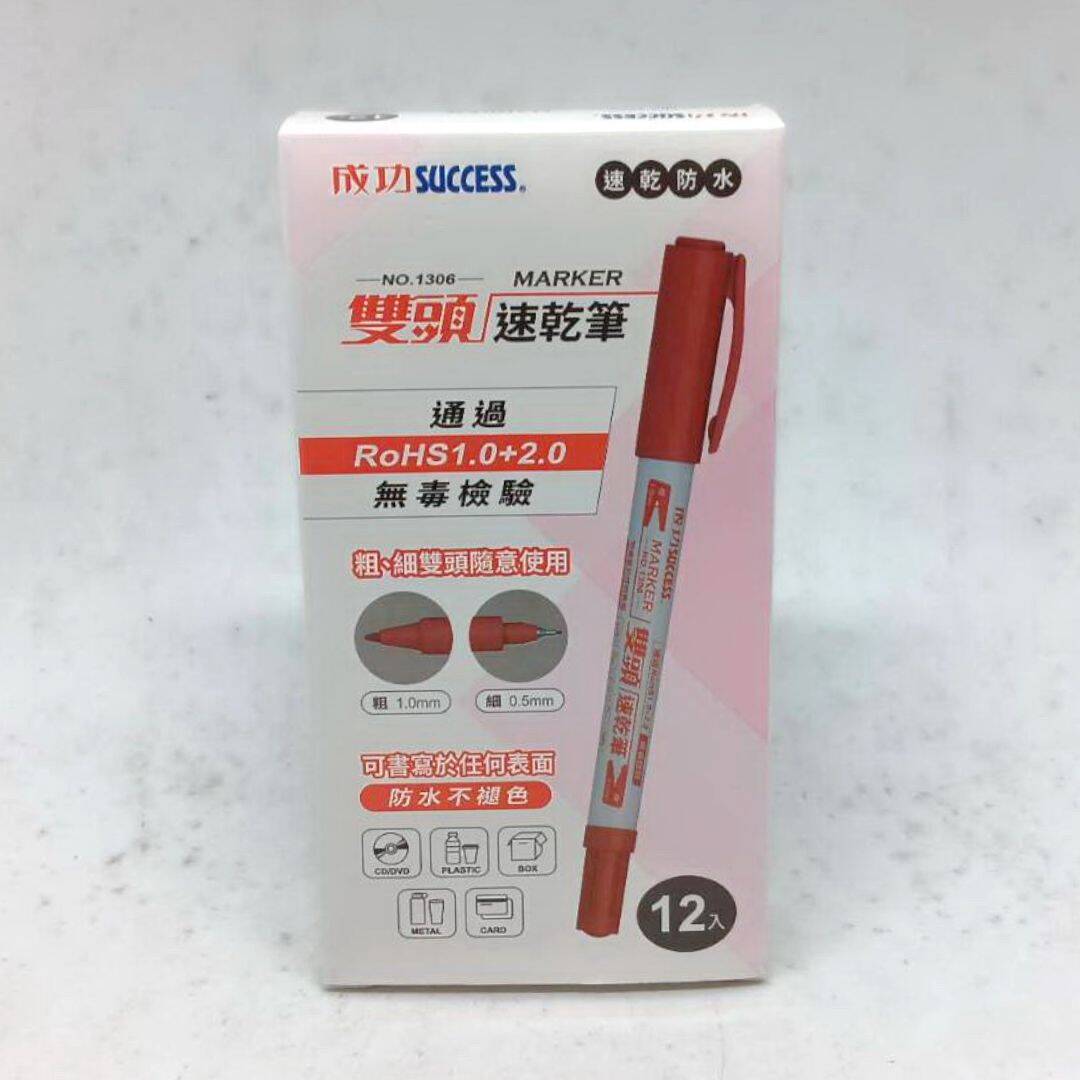 成功SUCCESS®
速乾防水
NO.1306
MARKER
雙頭速乾筆
通過
RoHS1.0+2.0
無毒檢驗
粗、細雙頭隨意使用
粗 1.0mm
細 0.5mm
可書寫於任何表面
防水不褪色
CD/DVD
PLASTIC
BOX
METAL
CARD
成功SUCCESS
MARKER
NO.1306
雙頭速乾筆
12入